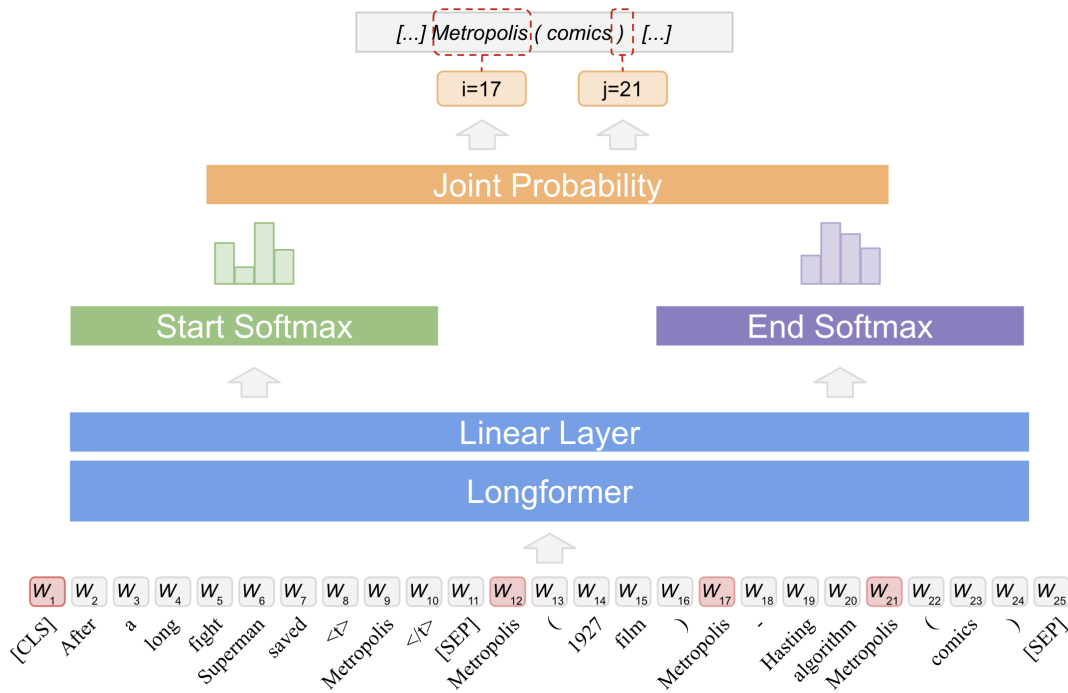 [...] Metropolis ( comics ) [...]
i=17 j=21
Joint Probability
Start Softmax End Softmax
Linear Layer
Longformer
W1 W2 W3 W4 W5 W6 W7 W8 W9 W10 W11 W12 W13 W14 W15 W16 W17 W18 W19 W20 W21 W22 W23 W24 W25
[CLS] After a long fight Superman saved <t> Metropolis </t> [SEP] Metropolis ( 1927 film ) Metropolis - Hasting algorithm Metropolis ( comics ) [SEP]